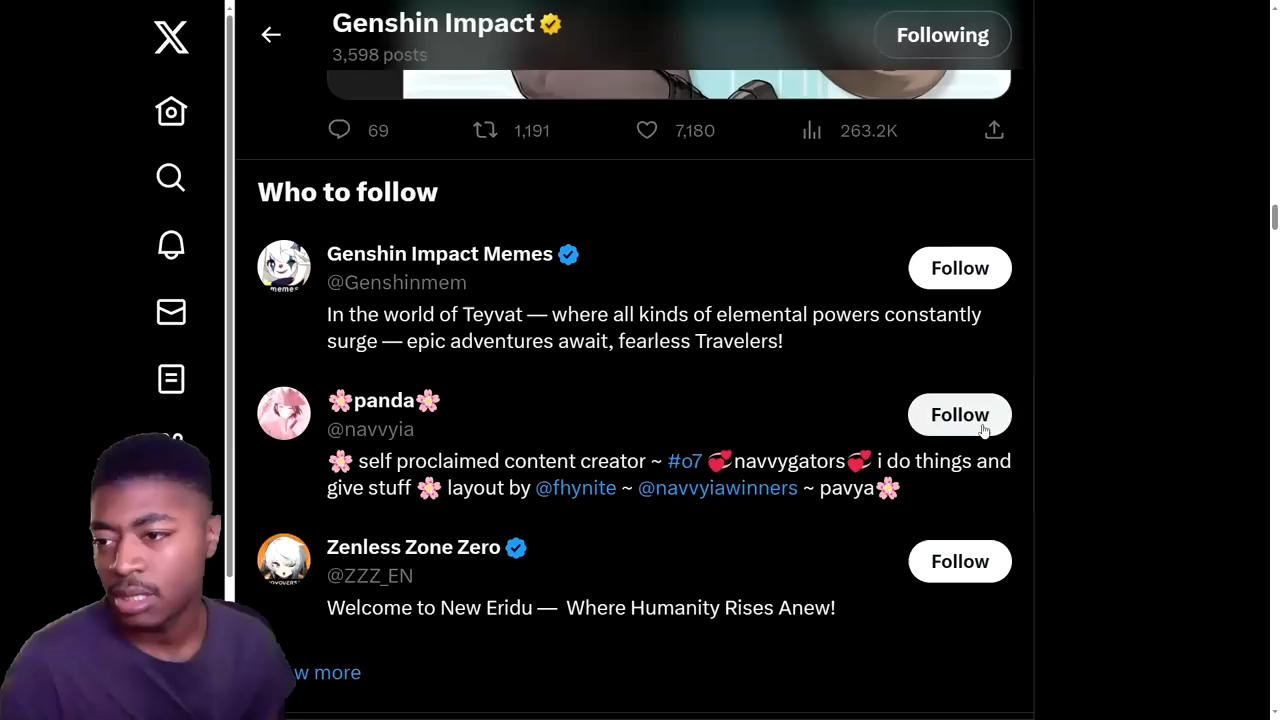 Genshin Impact
3,598 posts
Following
69 1,191 7,180 263.2K
Who to follow
Genshin Impact Memes
@Genshinmem
Follow
In the world of Teyvat — where all kinds of elemental powers constantly
surge — epic adventures await, fearless Travelers!
🌸panda🌸
@navvyia
Follow
🌸 self proclaimed content creator ~ #o7 💞navvygators💞 i do things and
give stuff 🌸 layout by @fhynite ~ @navvyiawinners ~ pavya🌸
Zenless Zone Zero
@ZZZ_EN
Follow
Welcome to New Eridu — Where Humanity Rises Anew!
w more